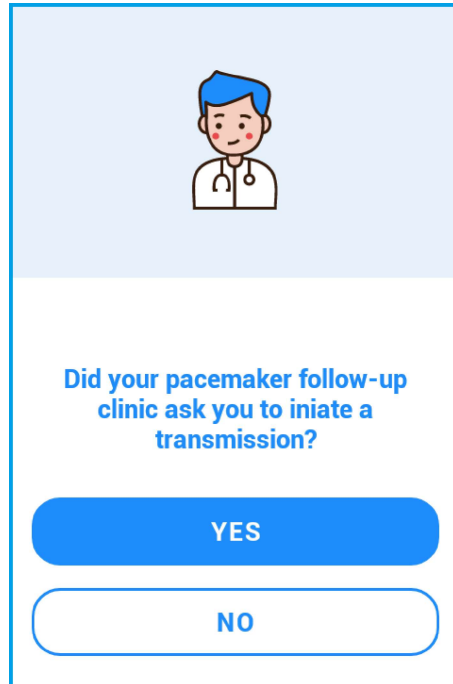 Did your pacemaker follow-up
clinic ask you to iniate a
transmission?
YES
NO